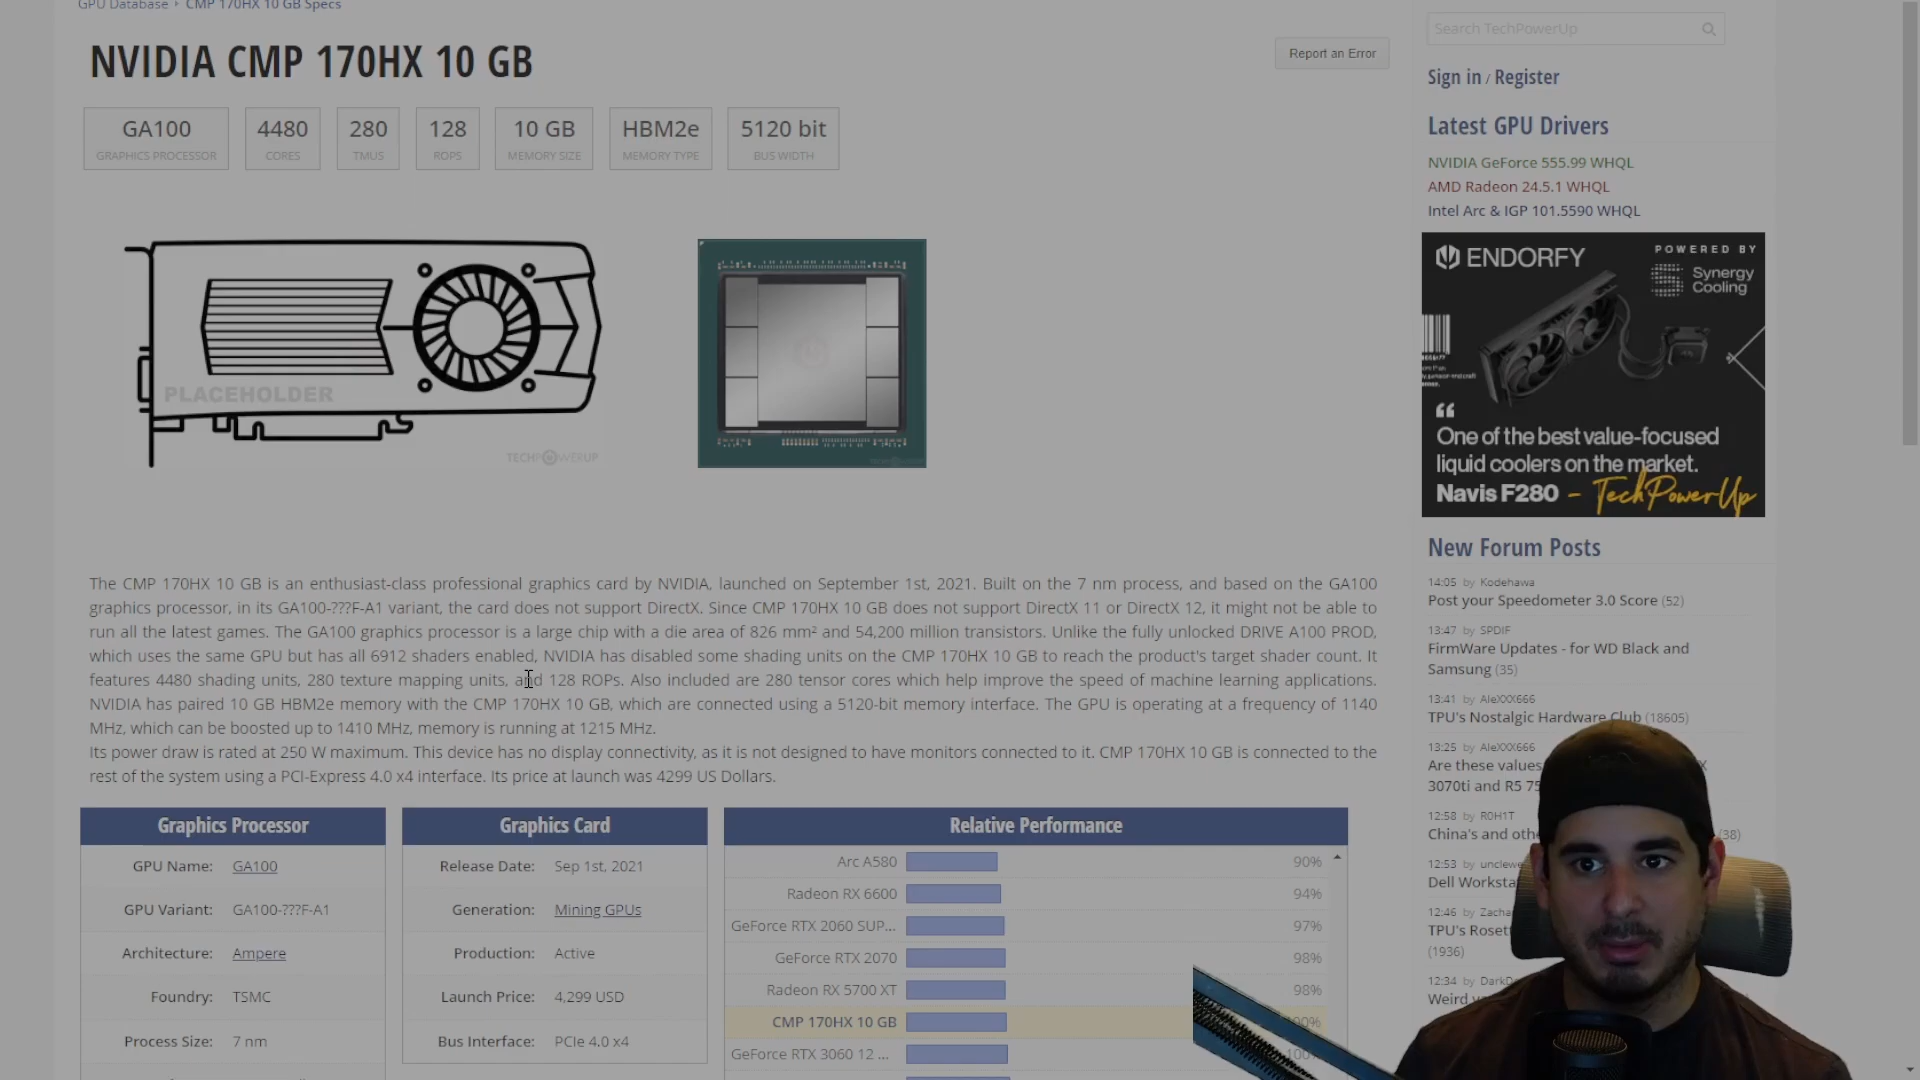 GPU Database › CMP 170HX 10 GB Specs
NVIDIA CMP 170HX 10 GB
Report an Error
GA100
GRAPHICS PROCESSOR
4480
CORES
280
TMUS
128
ROPS
10 GB
MEMORY SIZE
HBM2e
MEMORY TYPE
5120 bit
BUS WIDTH
PLACEHOLDER
TECHPOWERUP
The CMP 170HX 10 GB is an enthusiast-class professional graphics card by NVIDIA, launched on September 1st, 2021. Built on the 7 nm process, and based on the GA100
graphics processor, in its GA100-???F-A1 variant, the card does not support DirectX. Since CMP 170HX 10 GB does not support DirectX 11 or DirectX 12, it might not be able to
run all the latest games. The GA100 graphics processor is a large chip with a die area of 826 mm² and 54,200 million transistors. Unlike the fully unlocked DRIVE A100 PROD,
which uses the same GPU but has all 6912 shaders enabled, NVIDIA has disabled some shading units on the CMP 170HX 10 GB to reach the product's target shader count. It
features 4480 shading units, 280 texture mapping units, and 128 ROPs. Also included are 280 tensor cores which help improve the speed of machine learning applications.
NVIDIA has paired 10 GB HBM2e memory with the CMP 170HX 10 GB, which are connected using a 5120-bit memory interface. The GPU is operating at a frequency of 1140
MHz, which can be boosted up to 1410 MHz, memory is running at 1215 MHz.
Its power draw is rated at 250 W maximum. This device has no display connectivity, as it is not designed to have monitors connected to it. CMP 170HX 10 GB is connected to the
rest of the system using a PCI-Express 4.0 x4 interface. Its price at launch was 4299 US Dollars.
Graphics Processor
GPU Name: GA100
GPU Variant: GA100-???F-A1
Architecture: Ampere
Foundry: TSMC
Process Size: 7 nm
Graphics Card
Release Date: Sep 1st, 2021
Generation: Mining GPUs
Production: Active
Launch Price: 4,299 USD
Bus Interface: PCIe 4.0 x4
Relative Performance
Arc A580 90%
Radeon RX 6600 94%
GeForce RTX 2060 SUP... 97%
GeForce RTX 2070 98%
Radeon RX 5700 XT 98%
CMP 170HX 10 GB 100%
GeForce RTX 3060 12 ... 100%
Search TechPowerUp
Sign in / Register
Latest GPU Drivers
NVIDIA GeForce 555.99 WHQL
AMD Radeon 24.5.1 WHQL
Intel Arc & IGP 101.5590 WHQL
ENDORFY
POWERED BY
Synergy
Cooling
One of the best value-focused
liquid coolers on the market.
Navis F280 – TechPowerUp
New Forum Posts
14:05 by Kodehawa
Post your Speedometer 3.0 Score (52)
13:47 by SPDIF
FirmWare Updates - for WD Black and
Samsung (35)
13:41 by AleXXX666
TPU's Nostalgic Hardware Club (18605)
13:25 by AleXXX666
Are these values
3070ti and R5
12:58 by R0H1T
China's and (38)
12:53 by
Dell
12:46 by
TPU's
(1936)
12:34 by
Weird